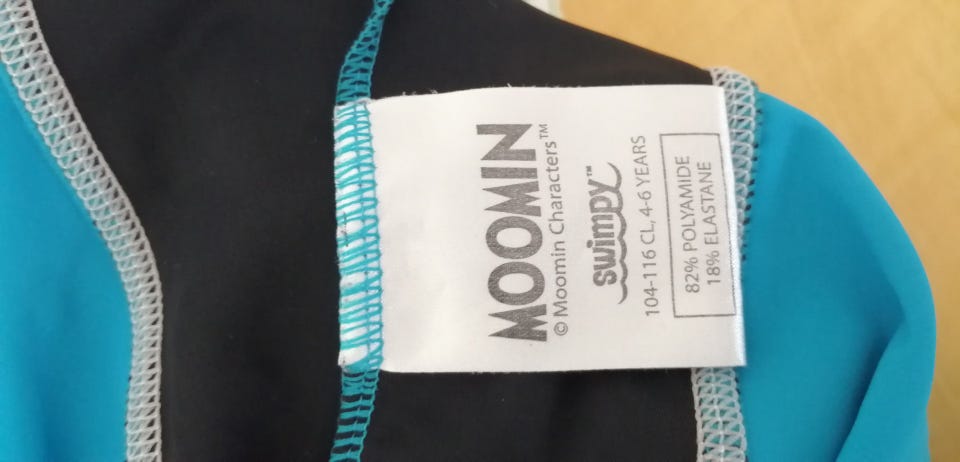 MOOMIN
© Moomin Characters™
swimpy™
104-116 CL, 4-6 YEARS
82% POLYAMIDE
18% ELASTANE